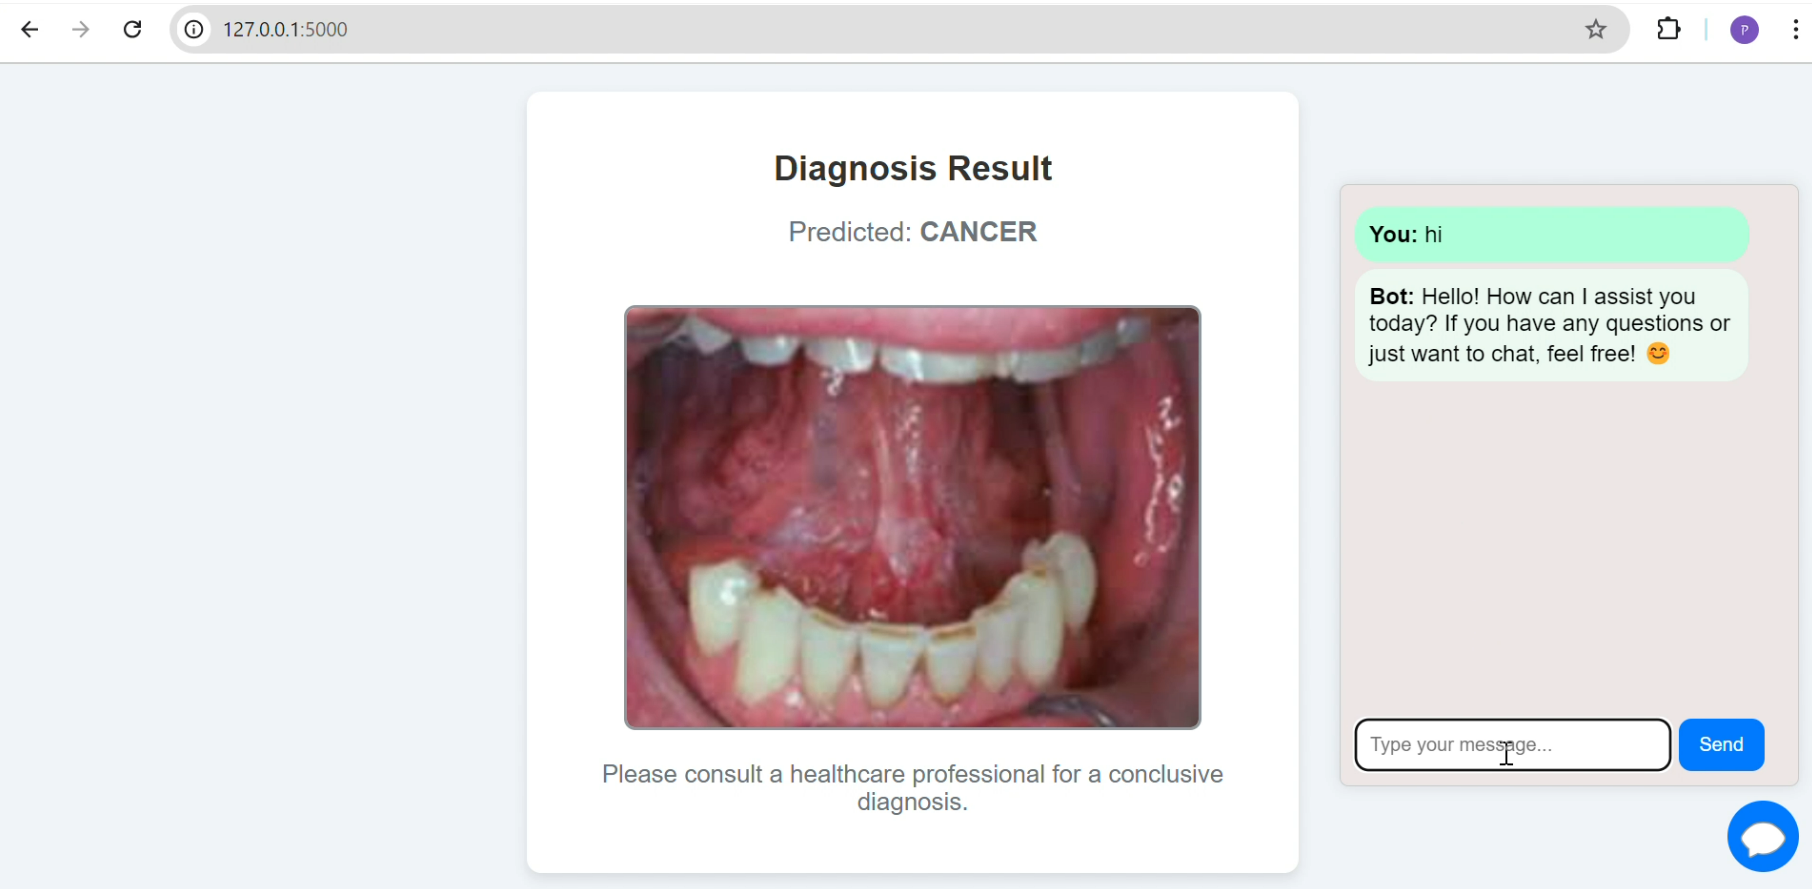 127.0.0.1:5000
P
Diagnosis Result
Predicted: CANCER
Please consult a healthcare professional for a conclusive
diagnosis.
You: hi
Bot: Hello! How can I assist you
today? If you have any questions or
just want to chat, feel free! 😊
Type your message...
Send